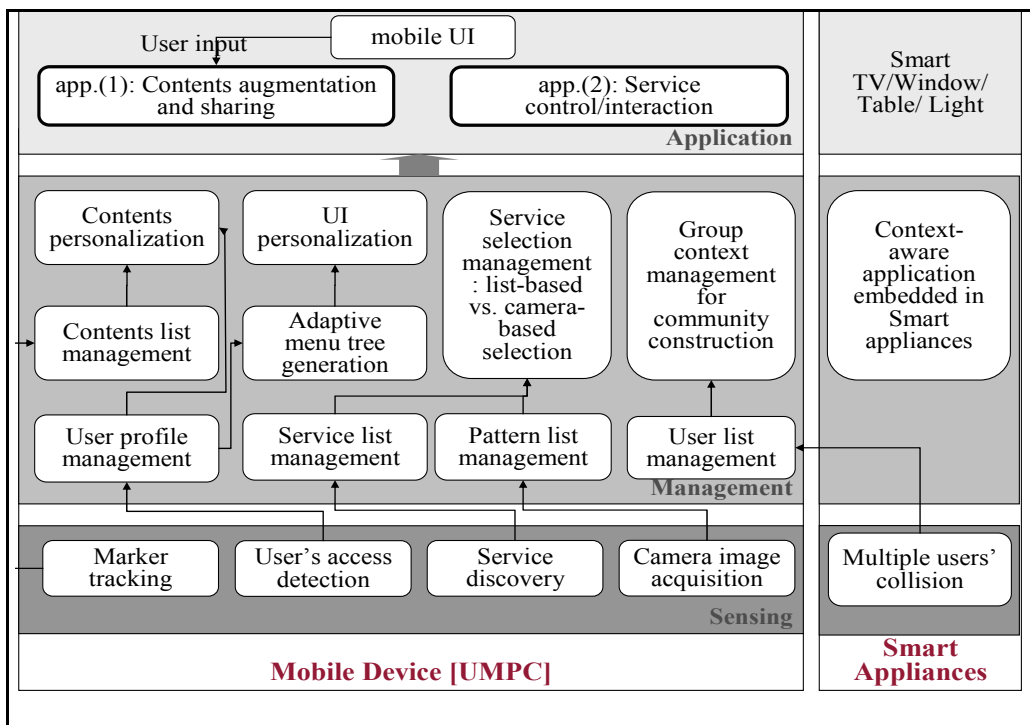 User input
mobile UI
app.(1): Contents augmentation
and sharing
app.(2): Service
control/interaction
Application
Smart
TV/Window/
Table/ Light
Contents
personalization
UI
personalization
Service
selection
management
: list-based
vs. camera-
based
selection
Group
context
management
for
community
construction
Context-
aware
application
embedded in
Smart
appliances
Contents list
management
Adaptive
menu tree
generation
User profile
management
Service list
management
Pattern list
management
User list
management
Management
Marker
tracking
User’s access
detection
Service
discovery
Camera image
acquisition
Multiple users’
collision
Sensing
Mobile Device [UMPC]
Smart
Appliances